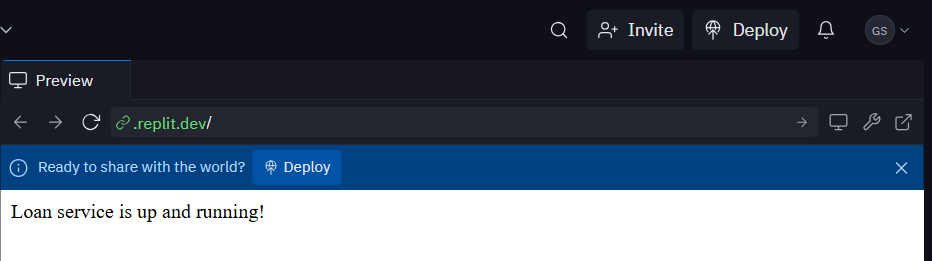 Invite Deploy GS
Preview
.replit.dev/
Ready to share with the world? Deploy
Loan service is up and running!